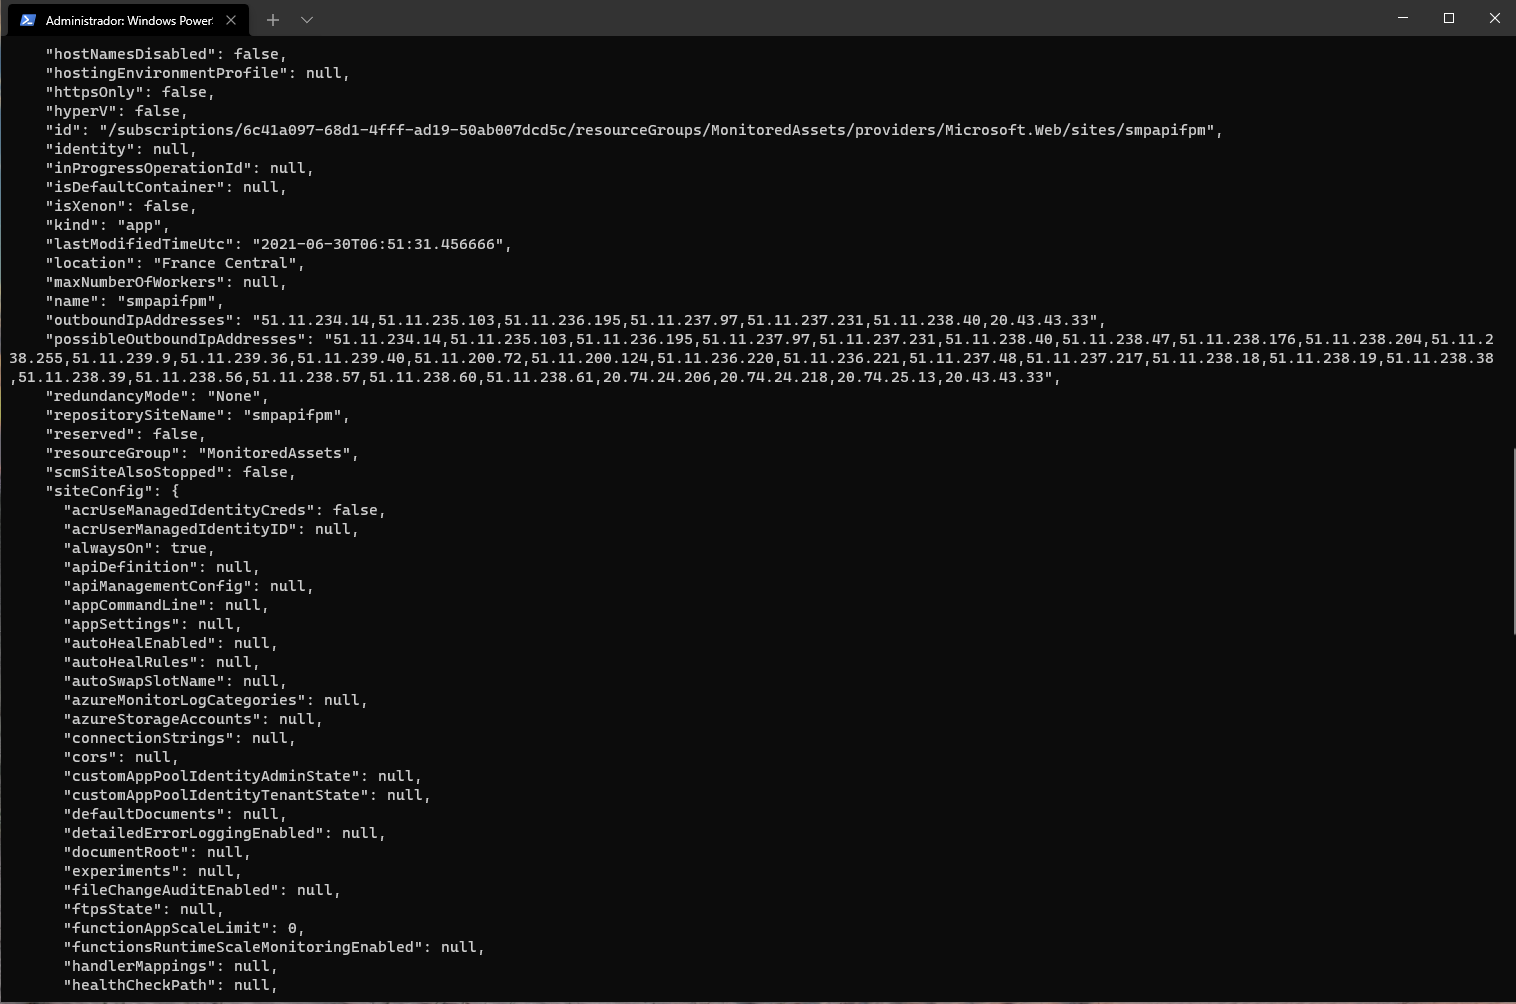 Administrador: Windows Power
"hostNamesDisabled": false,
"hostingEnvironmentProfile": null,
"httpsOnly": false,
"hyperV": false,
"id": "/subscriptions/6c41a097-68d1-4fff-ad19-50ab007dcd5c/resourceGroups/MonitoredAssets/providers/Microsoft.Web/sites/smpapifpm",
"identity": null,
"inProgressOperationId": null,
"isDefaultContainer": null,
"isXenon": false,
"kind": "app",
"lastModifiedTimeUtc": "2021-06-30T06:51:31.456666",
"location": "France Central",
"maxNumberOfWorkers": null,
"name": "smpapifpm",
"outboundIpAddresses": "51.11.234.14,51.11.235.103,51.11.236.195,51.11.237.97,51.11.237.231,51.11.238.40,20.43.43.33",
"possibleOutboundIpAddresses": "51.11.234.14,51.11.235.103,51.11.236.195,51.11.237.97,51.11.237.231,51.11.238.40,51.11.238.47,51.11.238.176,51.11.238.204,51.11.2
38.255,51.11.239.9,51.11.239.36,51.11.239.40,51.11.200.72,51.11.200.124,51.11.236.220,51.11.236.221,51.11.237.48,51.11.237.217,51.11.238.18,51.11.238.19,51.11.238.38
,51.11.238.39,51.11.238.56,51.11.238.57,51.11.238.60,51.11.238.61,20.74.24.206,20.74.24.218,20.74.25.13,20.43.43.33",
"redundancyMode": "None",
"repositorySiteName": "smpapifpm",
"reserved": false,
"resourceGroup": "MonitoredAssets",
"scmSiteAlsoStopped": false,
"siteConfig": {
"acrUseManagedIdentityCreds": false,
"acrUserManagedIdentityID": null,
"alwaysOn": true,
"apiDefinition": null,
"apiManagementConfig": null,
"appCommandLine": null,
"appSettings": null,
"autoHealEnabled": null,
"autoHealRules": null,
"autoSwapSlotName": null,
"azureMonitorLogCategories": null,
"azureStorageAccounts": null,
"connectionStrings": null,
"cors": null,
"customAppPoolIdentityAdminState": null,
"customAppPoolIdentityTenantState": null,
"defaultDocuments": null,
"detailedErrorLoggingEnabled": null,
"documentRoot": null,
"experiments": null,
"fileChangeAuditEnabled": null,
"ftpsState": null,
"functionAppScaleLimit": 0,
"functionsRuntimeScaleMonitoringEnabled": null,
"handlerMappings": null,
"healthCheckPath": null,